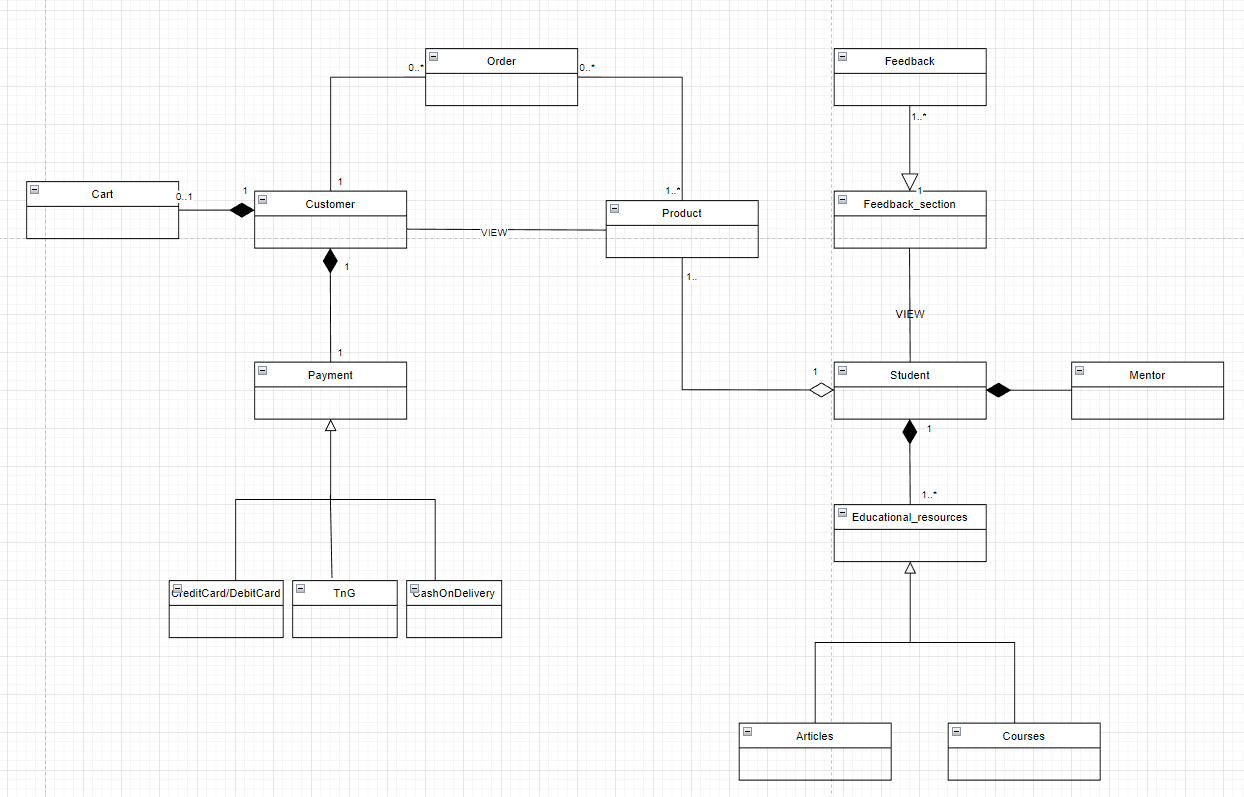 Order
Feedback
0..*
0..*
1..*
Cart
0..1
1
1
Customer
1..*
Product
1
Feedback_section
VIEW
1
1..
VIEW
1
Payment
1
Student
Mentor
1
1..*
Educational_resources
CreditCard/DebitCard
TnG
CashOnDelivery
Articles
Courses